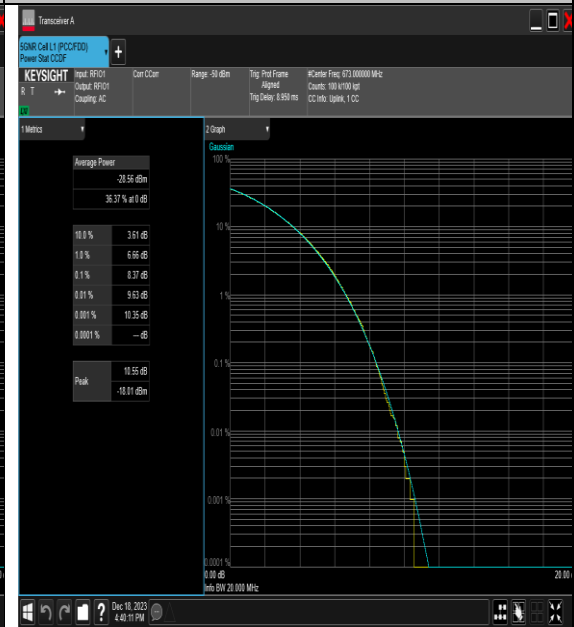 Transceiver A
5GNR Cell L1 (PCC/FDD)
Power Stat CCDF
+
KEYSIGHT
R T
Input: RFIO1
Output: RFIO1
Coupling: AC
Corr CCorr
Range: -50 dBm
Trig: Prot Frame
Aligned
Trig Delay: 8.950 ms
#Center Freq: 673.000000 MHz
Counts: 100 k/100 kpt
CC Info: Uplink, 1 CC
1 Metrics
Average Power
-28.56 dBm
36.37 % at 0 dB
10.0 % 3.61 dB
1.0 % 6.66 dB
0.1 % 8.37 dB
0.01 % 9.63 dB
0.001 % 10.35 dB
0.0001 % --- dB
Peak
10.55 dB
-18.01 dBm
2 Graph
Gaussian
100 %
10 %
1 %
0.1 %
0.01 %
0.001 %
0.0001 %
0.00 dB
20.00
Info BW 20.000 MHz
?
Dec 18, 2023
4:40:11 PM